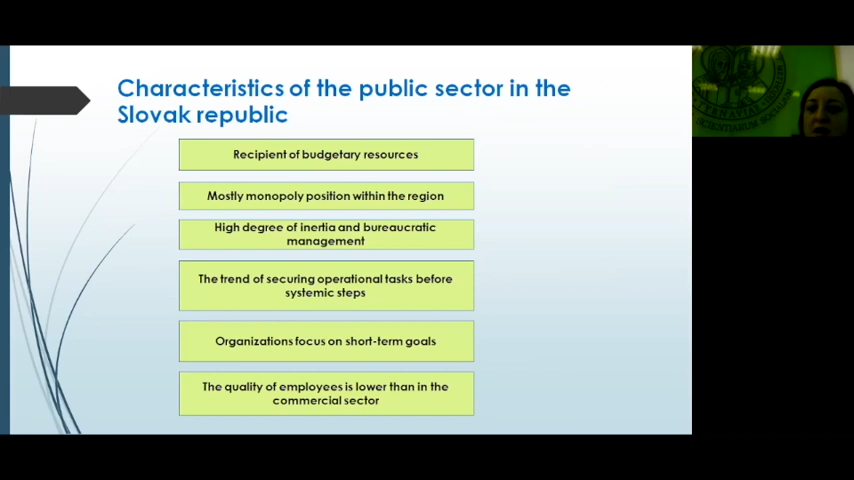 Characteristics of the public sector in the
Slovak republic
Recipient of budgetary resources
Mostly monopoly position within the region
High degree of inertia and bureaucratic
management
The trend of securing operational tasks before
systemic steps
Organizations focus on short-term goals
The quality of employees is lower than in the
commercial sector